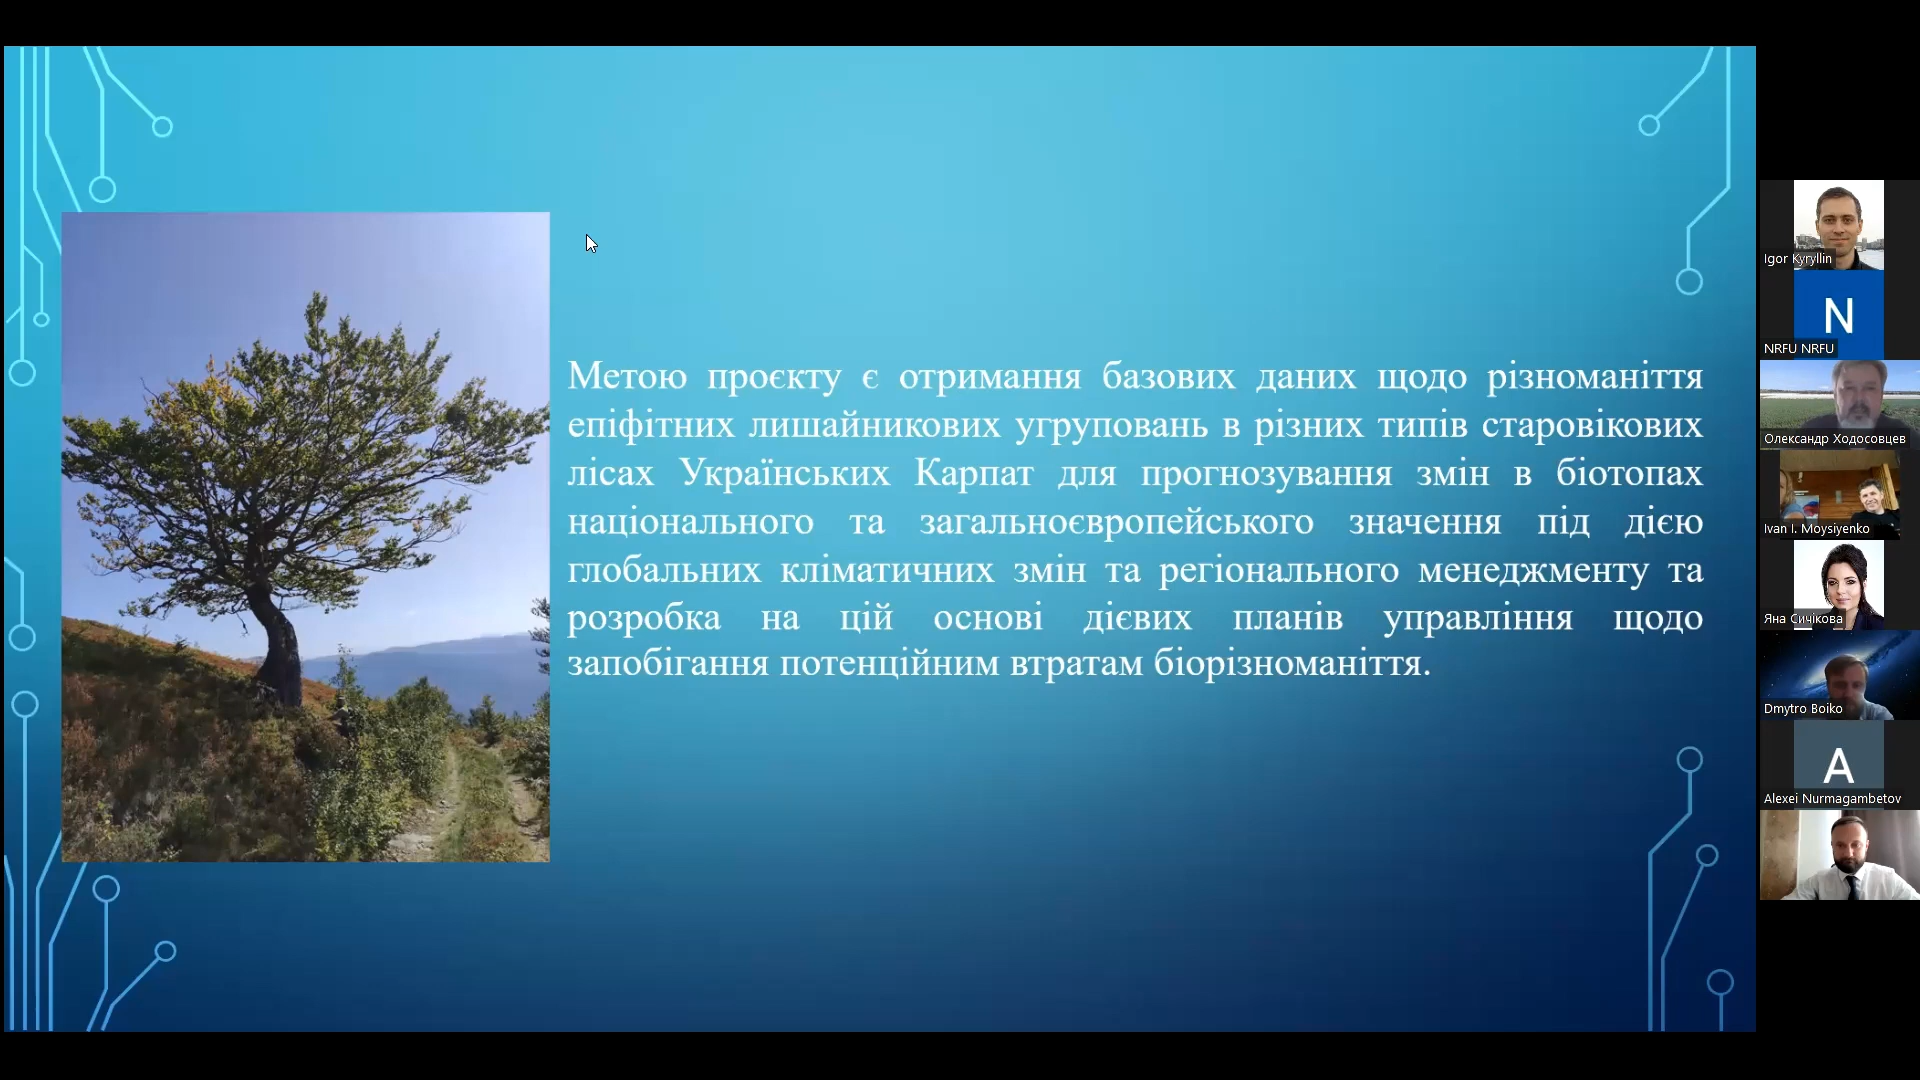 Метою проєкту є отримання базових даних щодо різноманіття
епіфітних лишайникових угруповань в різних типів старовікових
лісах Українських Карпат для прогнозування змін в біотопах
національного та загальноєвропейського значення під дією
глобальних кліматичних змін та регіонального менеджменту та
розробка на цій основі дієвих планів управління щодо
запобігання потенційним втратам біорізноманіття.
Igor Kyryllin
N
NRFU NRFU
Олександр Ходосовцев
Ivan I. Moysiyenko
Яна Сичікова
Dmytro Boiko
A
Alexei Nurmagambetov